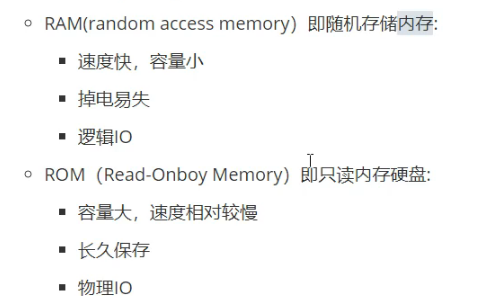 RAM(random access memory）即随机存储内存:
速度快，容量小
掉电易失
逻辑IO
ROM（Read-Onboy Memory）即只读内存硬盘:
容量大，速度相对较慢
长久保存
物理IO